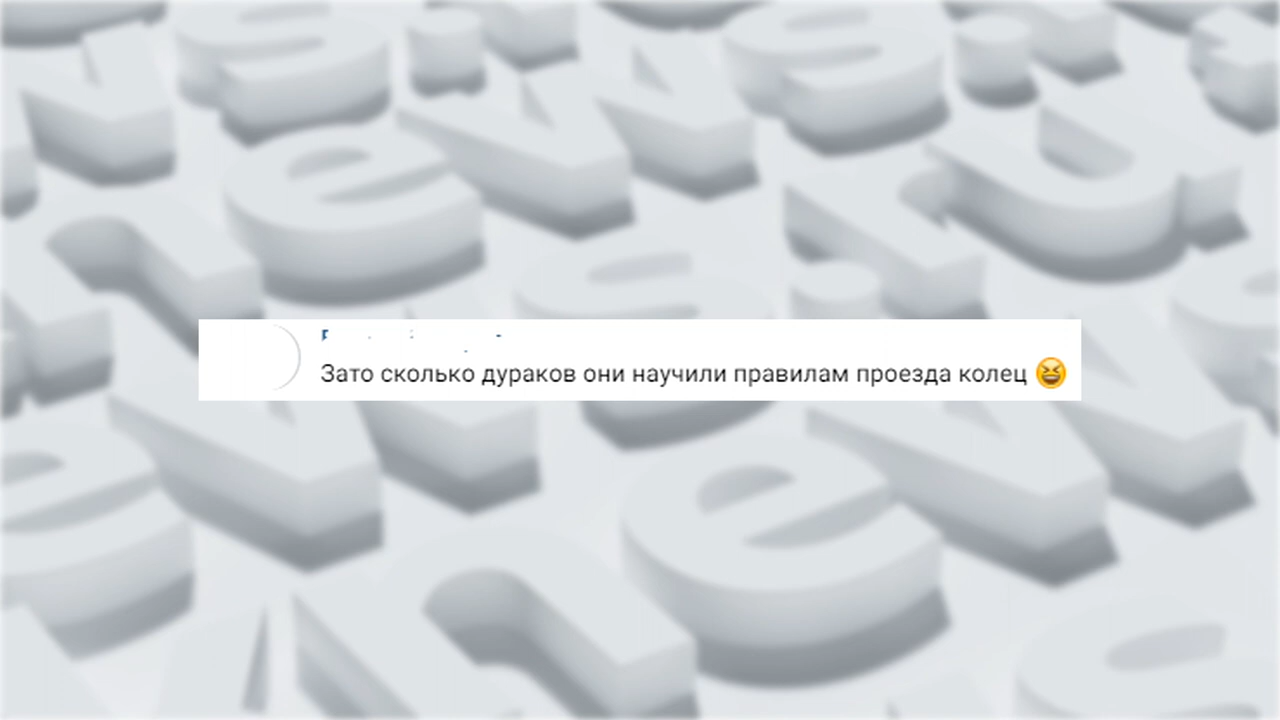 Зато сколько дураков они научили правилам проезда колец 😆